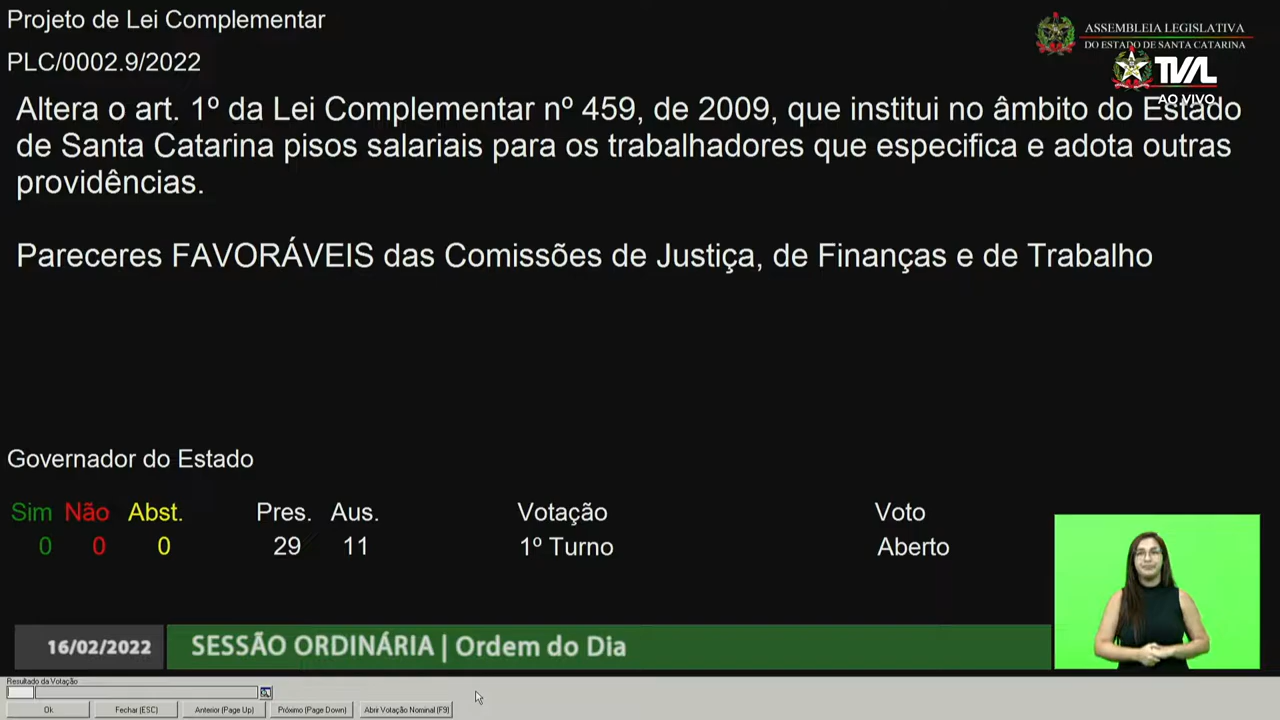 Projeto de Lei Complementar
PLC/0002.9/2022
ASSEMBLEIA LEGISLATIVA
DO ESTADO DE SANTA CATARINA
TVAL
AO VIVO
Altera o art. 1º da Lei Complementar nº 459, de 2009, que institui no âmbito do Estado
de Santa Catarina pisos salariais para os trabalhadores que especifica e adota outras
providências.
Pareceres FAVORÁVEIS das Comissões de Justiça, de Finanças e de Trabalho
Governador do Estado
Sim Não Abst. Pres. Aus. Votação Voto
0 0 0 29 11 1º Turno Aberto
16/02/2022 SESSÃO ORDINÁRIA | Ordem do Dia
Resultado da Votação
Ok Fechar (ESC) Anterior (Page Up) Próximo (Page Down) Abrir Votação Nominal (F9)